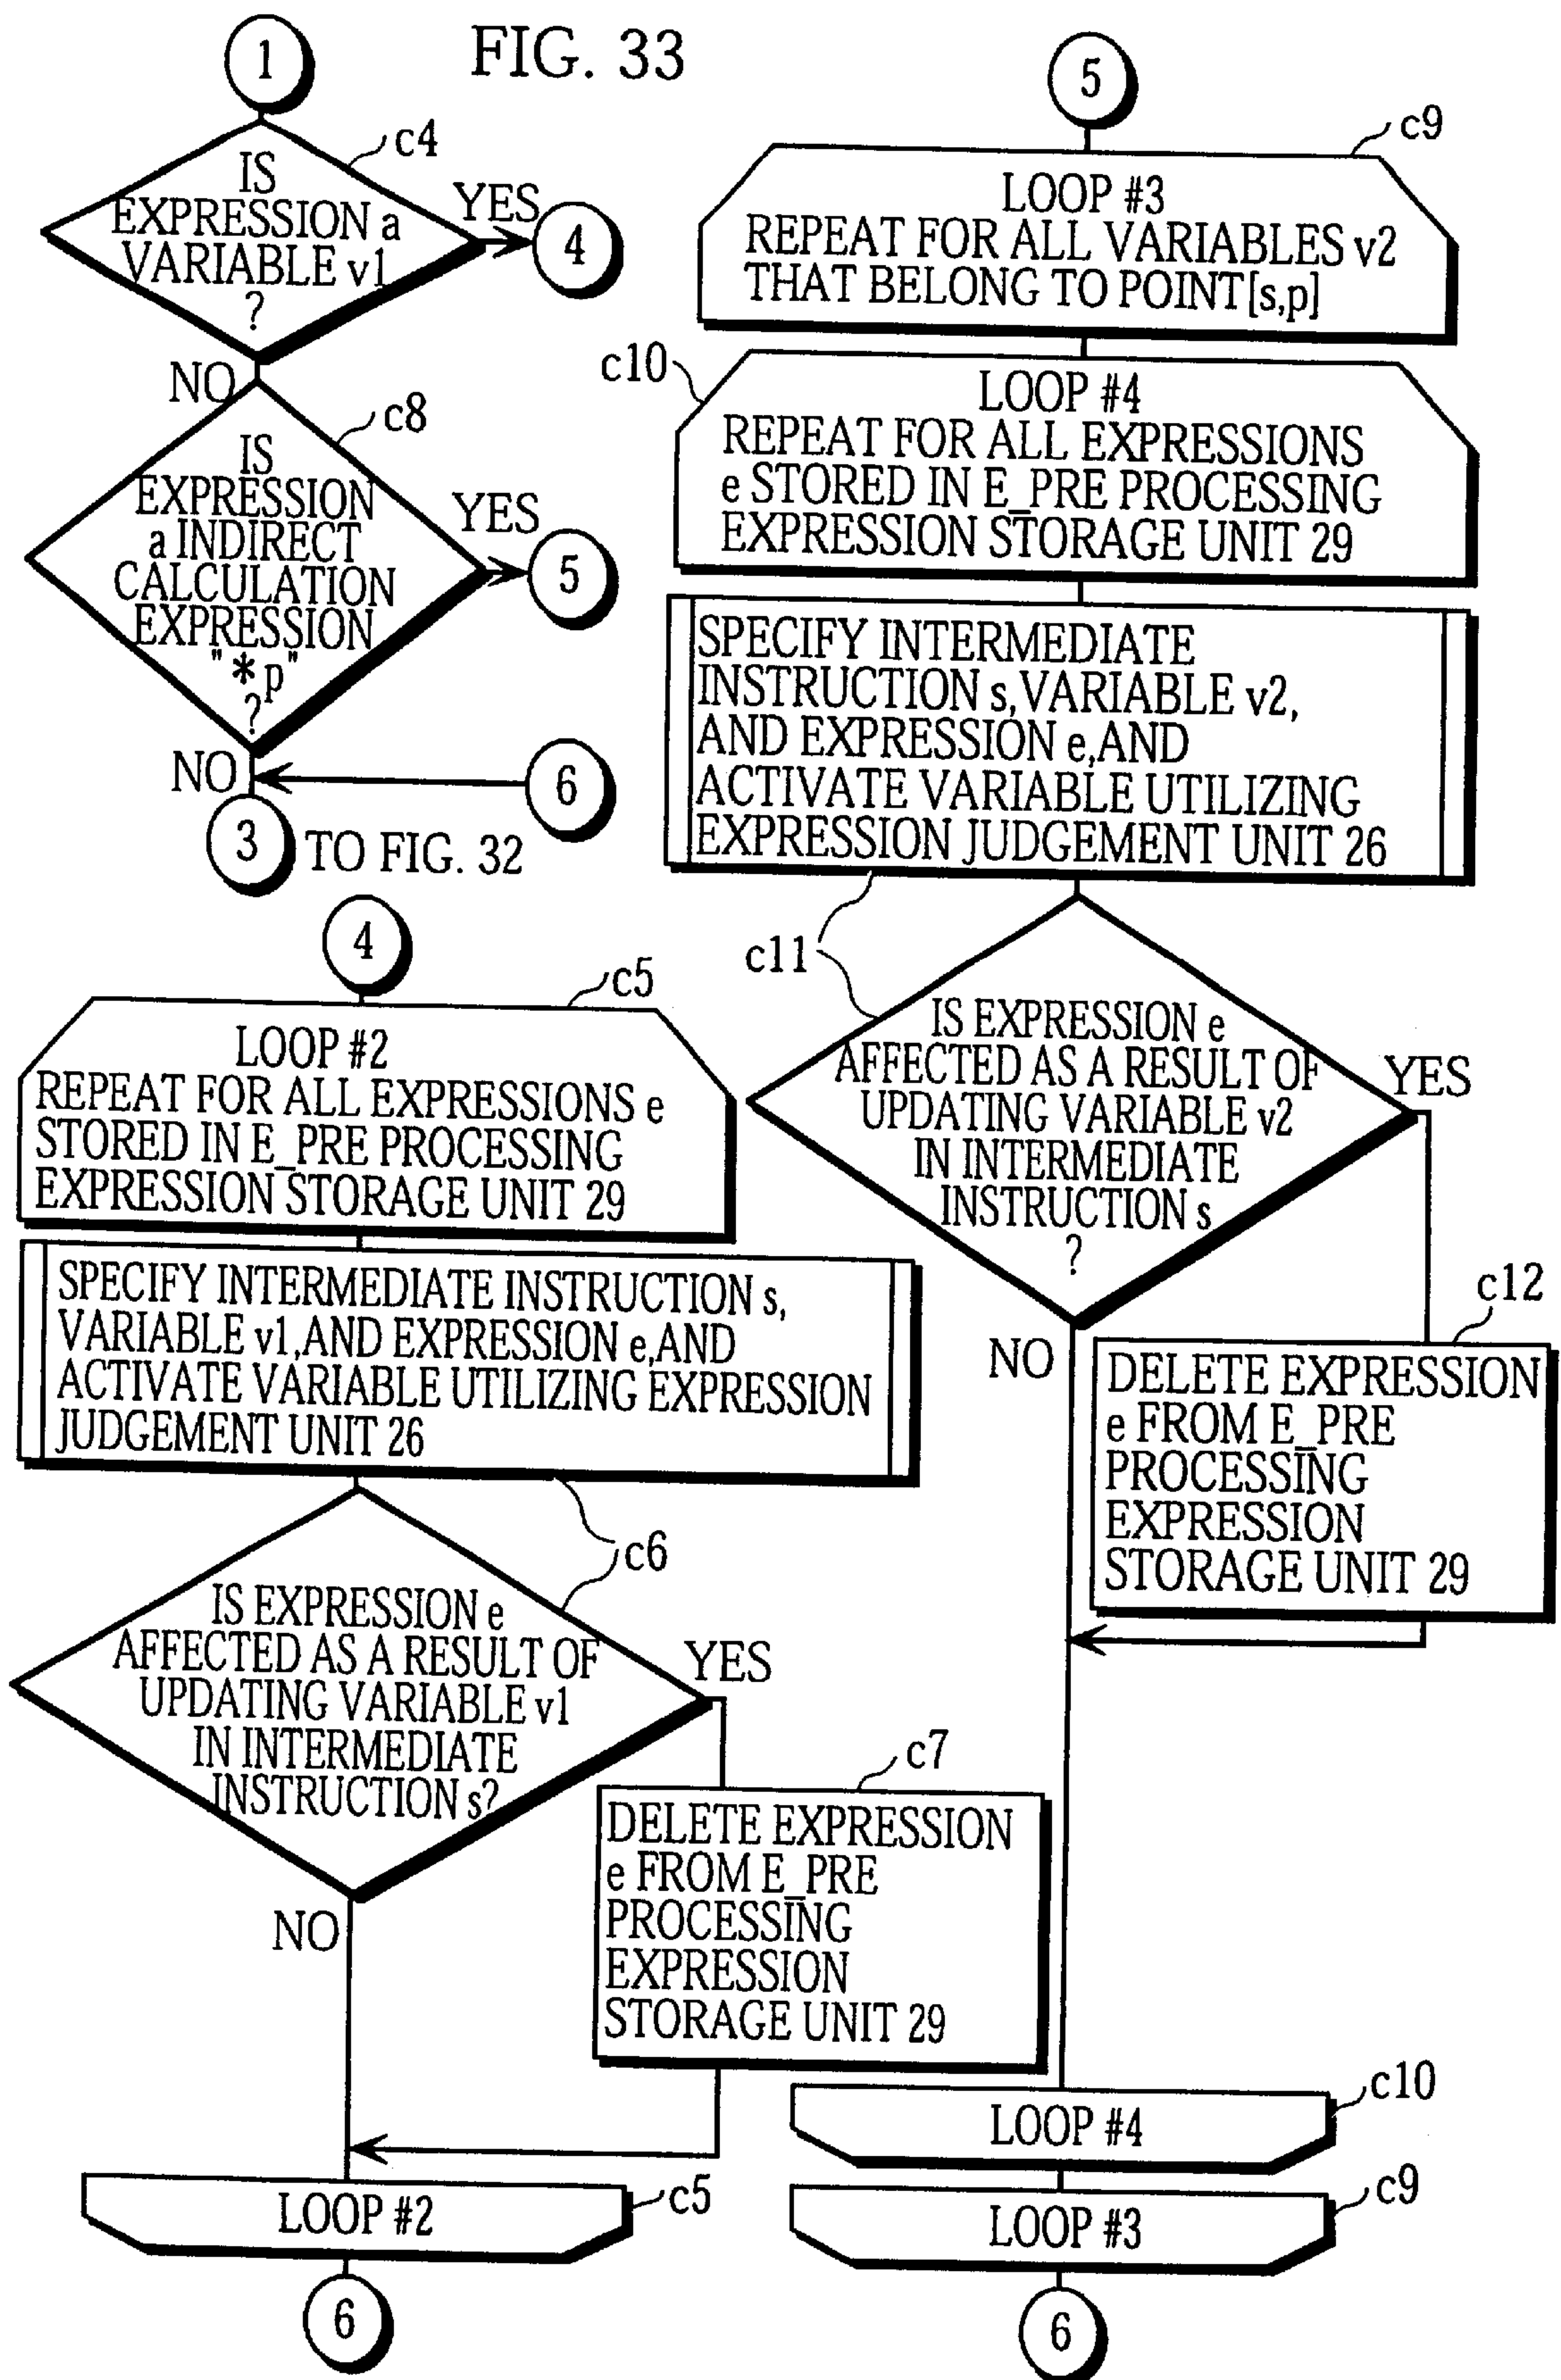 FIG. 33
1
c4
IS
EXPRESSION a
VARIABLE v1
?
YES
4
NO
c8
IS
EXPRESSION
a INDIRECT
CALCULATION
EXPRESSION
"*p"
?
YES
5
NO
6
3
TO FIG. 32
4
c5
LOOP #2
REPEAT FOR ALL EXPRESSIONS e
STORED IN E_PRE PROCESSING
EXPRESSION STORAGE UNIT 29
SPECIFY INTERMEDIATE INSTRUCTION s,
VARIABLE v1,AND EXPRESSION e,AND
ACTIVATE VARIABLE UTILIZING EXPRESSION
JUDGEMENT UNIT 26
c6
IS EXPRESSION e
AFFECTED AS A RESULT OF
UPDATING VARIABLE v1
IN INTERMEDIATE
INSTRUCTION s?
YES
NO
c7
DELETE EXPRESSION
e FROM E_PRE
PROCESSING
EXPRESSION
STORAGE UNIT 29
LOOP #2
c5
6
5
c9
LOOP #3
REPEAT FOR ALL VARIABLES v2
THAT BELONG TO POINT[s,p]
c10
LOOP #4
REPEAT FOR ALL EXPRESSIONS
e STORED IN E_PRE PROCESSING
EXPRESSION STORAGE UNIT 29
SPECIFY INTERMEDIATE
INSTRUCTION s,VARIABLE v2,
AND EXPRESSION e,AND
ACTIVATE VARIABLE UTILIZING
EXPRESSION JUDGEMENT UNIT 26
c11
IS EXPRESSION e
AFFECTED AS A RESULT OF
UPDATING VARIABLE v2
IN INTERMEDIATE
INSTRUCTION s
?
YES
NO
c12
DELETE EXPRESSION
e FROM E_PRE
PROCESSING
EXPRESSION
STORAGE UNIT 29
LOOP #4
c10
LOOP #3
c9
6